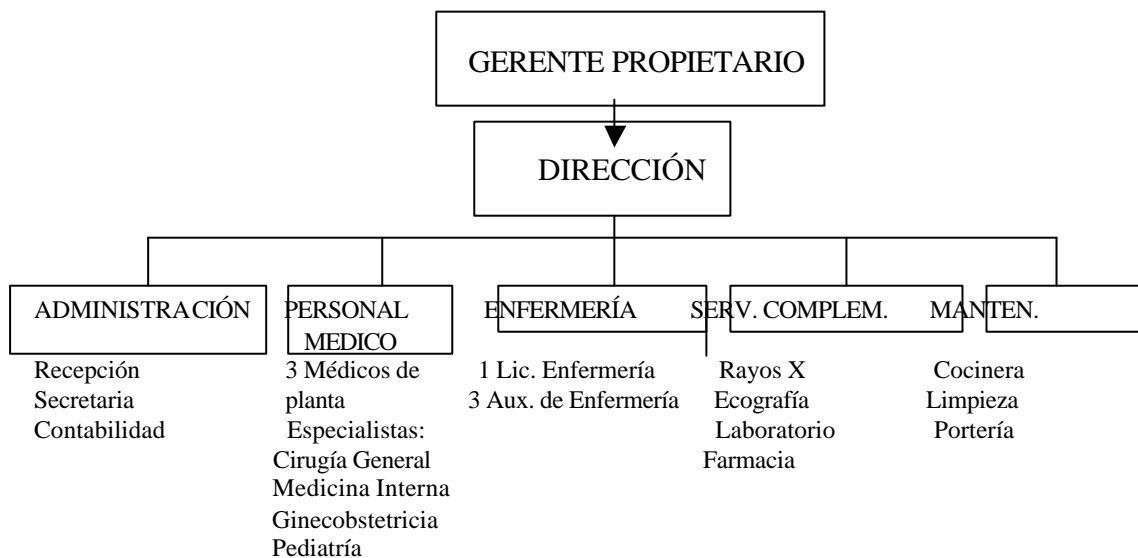 GERENTE PROPIETARIO
DIRECCIÓN
ADMINISTRACIÓN
Recepción
Secretaria
Contabilidad
PERSONAL
MEDICO
3 Médicos de
planta
Especialistas:
Cirugía General
Medicina Interna
Ginecobstetricia
Pediatría
ENFERMERÍA
1 Lic. Enfermería
3 Aux. de Enfermería
SERV. COMPLEM.
Rayos X
Ecografía
Laboratorio
Farmacia
MANTEN.
Cocinera
Limpieza
Portería